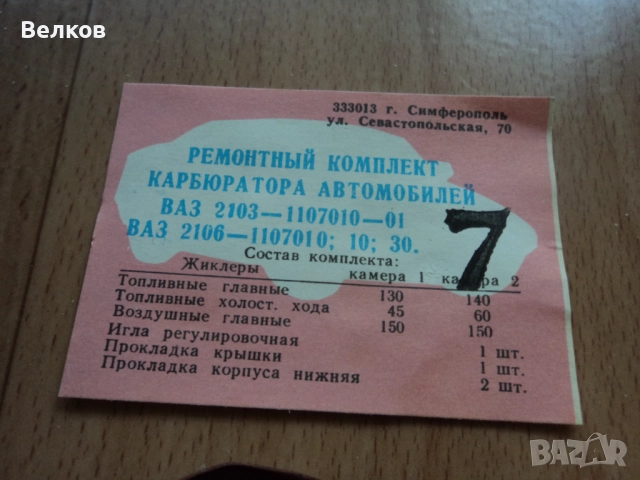 Велков
333013 г. Симферополь
ул. Севастопольская, 70
РЕМОНТНЫЙ КОМПЛЕКТ
КАРБЮРАТОРА АВТОМОБИЛЕЙ
ВАЗ 2103—1107010—01
ВАЗ 2106—1107010; 10; 30.
7
Состав комплекта:
Жиклеры камера 1 камера 2
Топливные главные 130 140
Топливные холост. хода 45 60
Воздушные главные 150 150
Игла регулировочная 1 шт.
Прокладка крышки 1 шт.
Прокладка корпуса нижняя 2 шт.
BAZAR